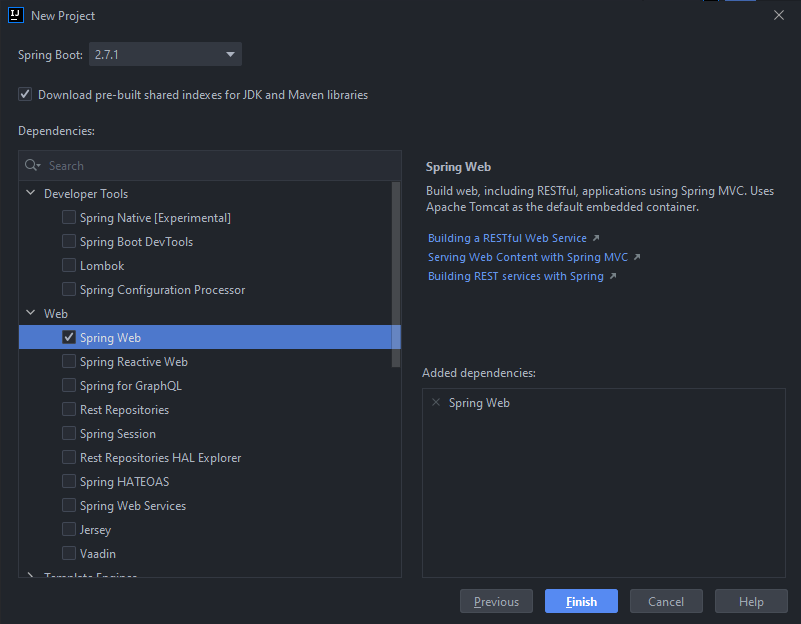 IJ
New Project
Spring Boot: 2.7.1
Download pre-built shared indexes for JDK and Maven libraries
Dependencies:
Search
Developer Tools
Spring Native [Experimental]
Spring Boot DevTools
Lombok
Spring Configuration Processor
Web
Spring Web
Spring Reactive Web
Spring for GraphQL
Rest Repositories
Spring Session
Rest Repositories HAL Explorer
Spring HATEOAS
Spring Web Services
Jersey
Vaadin
Template Engines
Spring Web
Build web, including RESTful, applications using Spring MVC. Uses
Apache Tomcat as the default embedded container.
Building a RESTful Web Service
Serving Web Content with Spring MVC
Building REST services with Spring
Added dependencies:
Spring Web
Previous
Finish
Cancel
Help